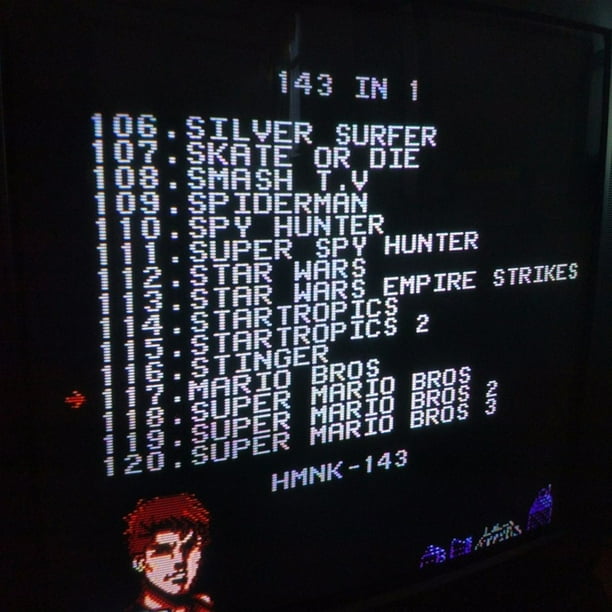 143 IN 1
106.SILVER SURFER
107.SKATE OR DIE
108.SMASH T.V
109.SPIDERMAN
110.SPY HUNTER
111.SUPER SPY HUNTER
112.STAR WARS
113.STAR WARS EMPIRE STRIKES
114.STARTROPICS
115.STARTROPICS 2
116.STINGER
117.MARIO BROS
118.SUPER MARIO BROS
119.SUPER MARIO BROS 2
120.SUPER MARIO BROS 3
HMNK-143